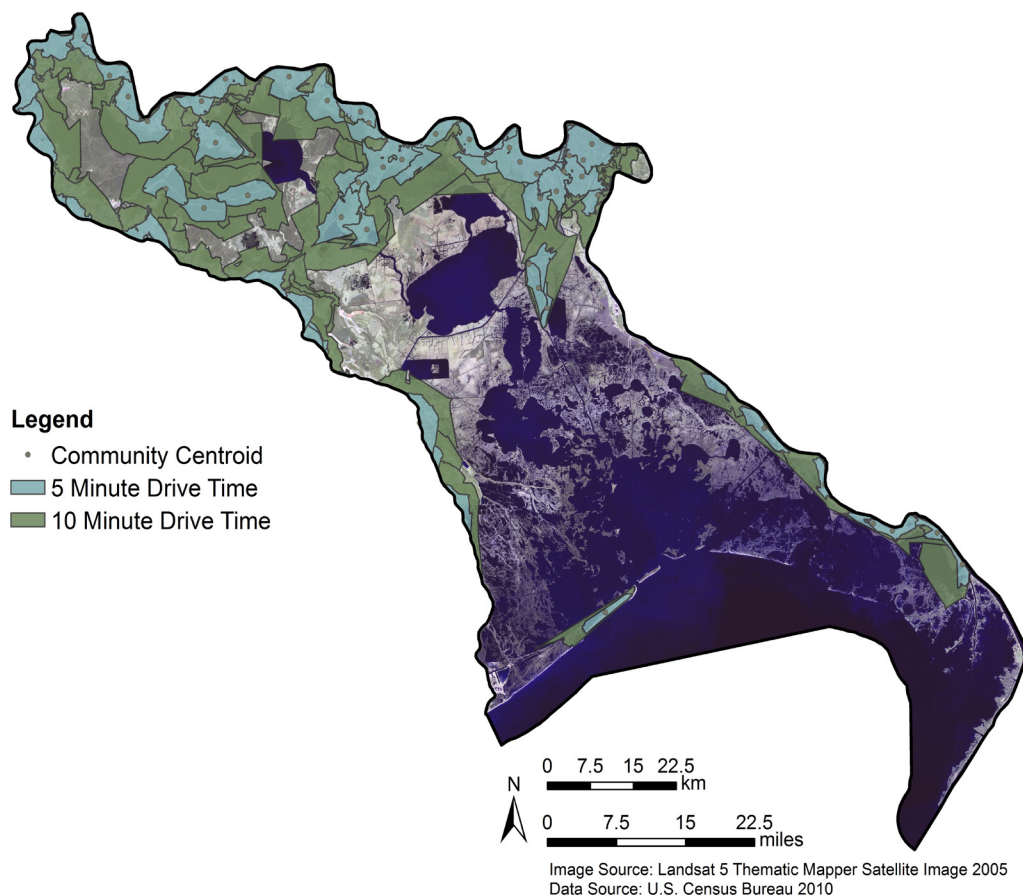 Legend
Community Centroid
5 Minute Drive Time
10 Minute Drive Time
N
0 7.5 15 22.5
km
0 7.5 15 22.5
miles
Image Source: Landsat 5 Thematic Mapper Satellite Image 2005
Data Source: U.S. Census Bureau 2010